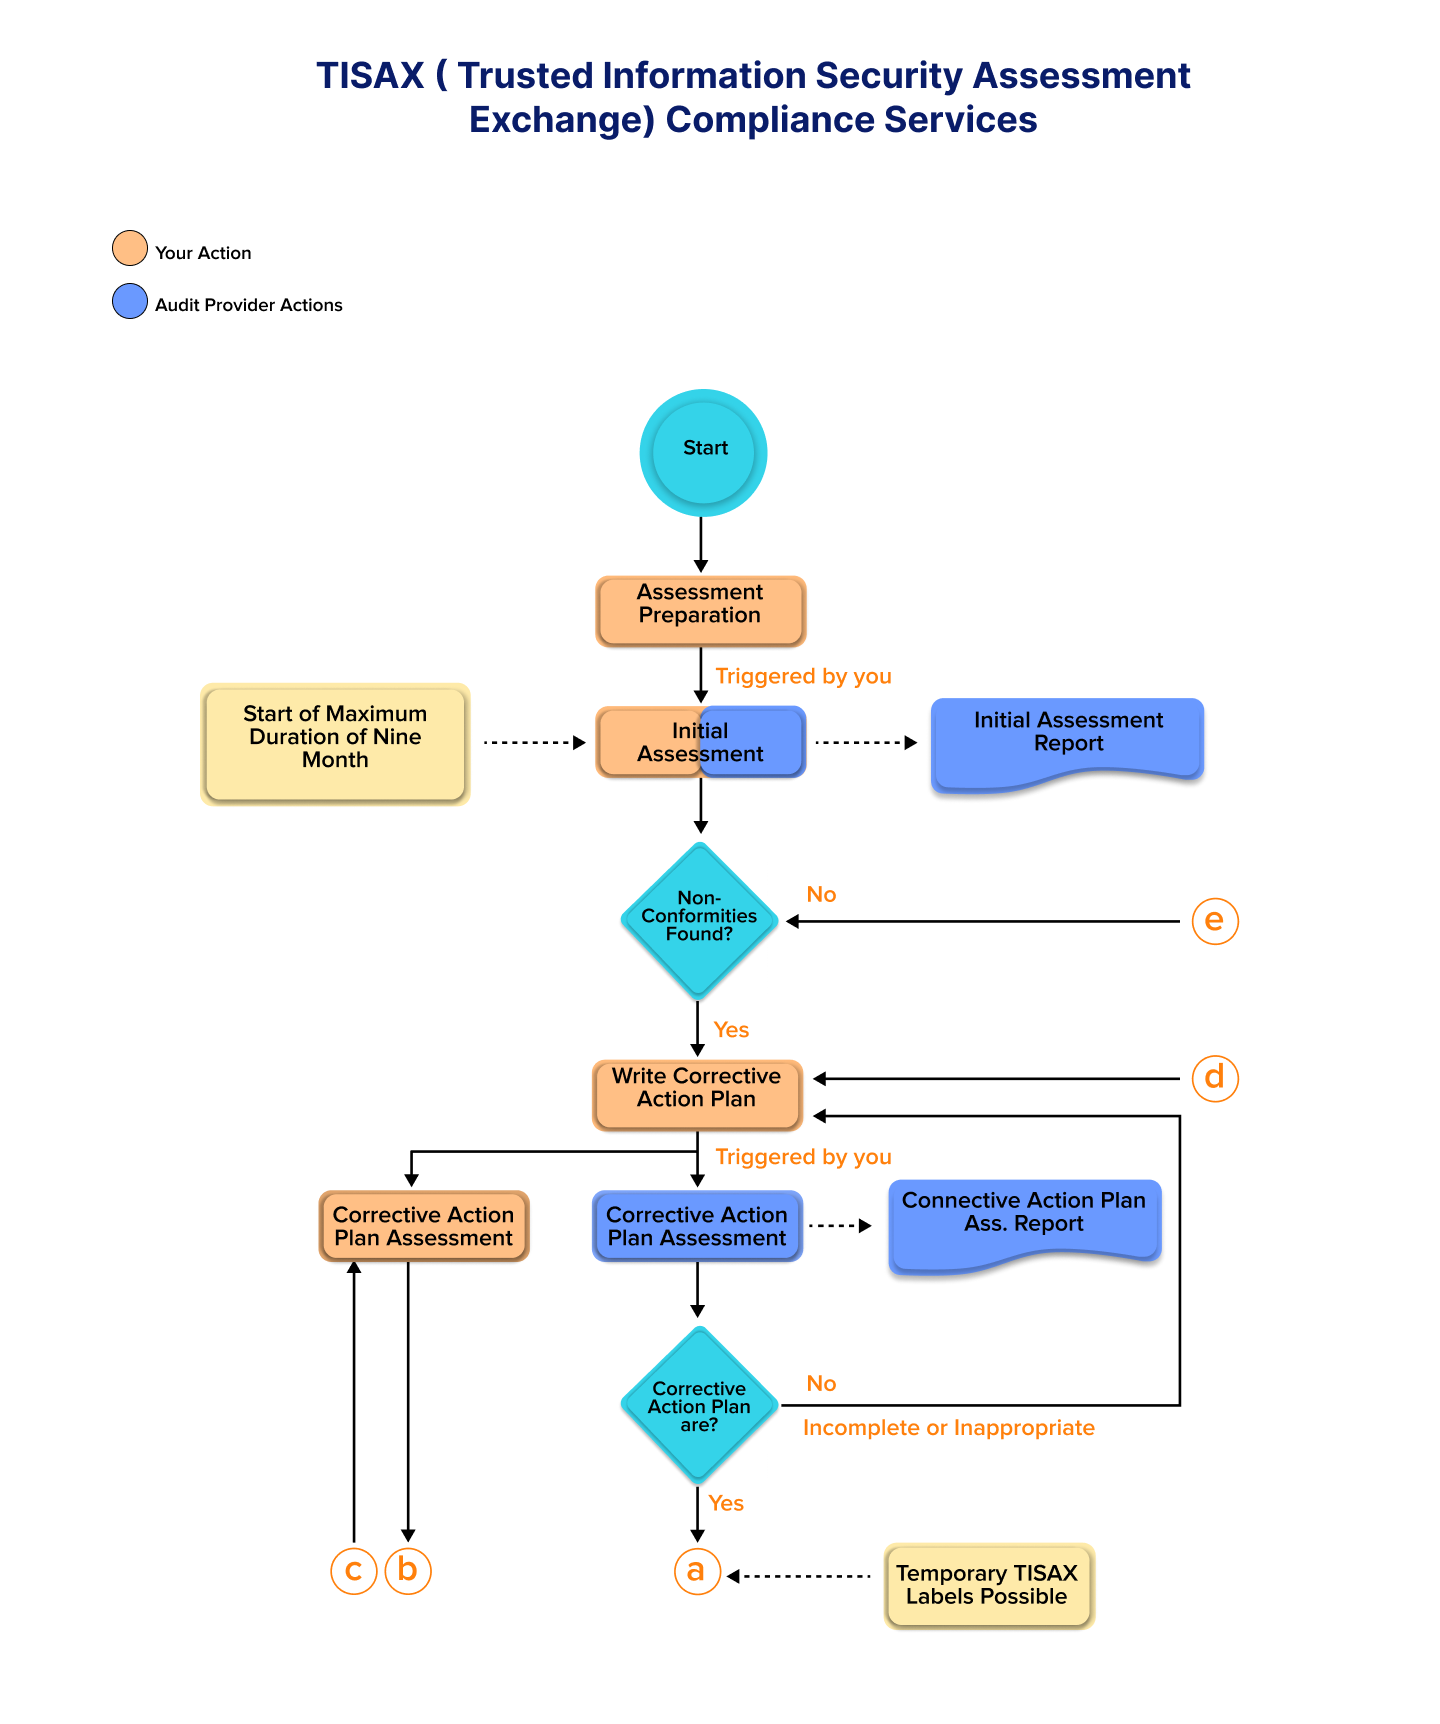 TISAX ( Trusted Information Security Assessment
Exchange) Compliance Services
Your Action
Audit Provider Actions
Start
Assessment
Preparation
Triggered by you
Start of Maximum
Duration of Nine
Month
Initial
Assessment
Initial Assessment
Report
Non-
Conformities
Found?
No
e
Yes
Write Corrective
Action Plan
d
Triggered by you
Corrective Action
Plan Assessment
Corrective Action
Plan Assessment
Connective Action Plan
Ass. Report
Corrective
Action Plan
are?
No
Incomplete or Inappropriate
Yes
c
b
a
Temporary TISAX
Labels Possible